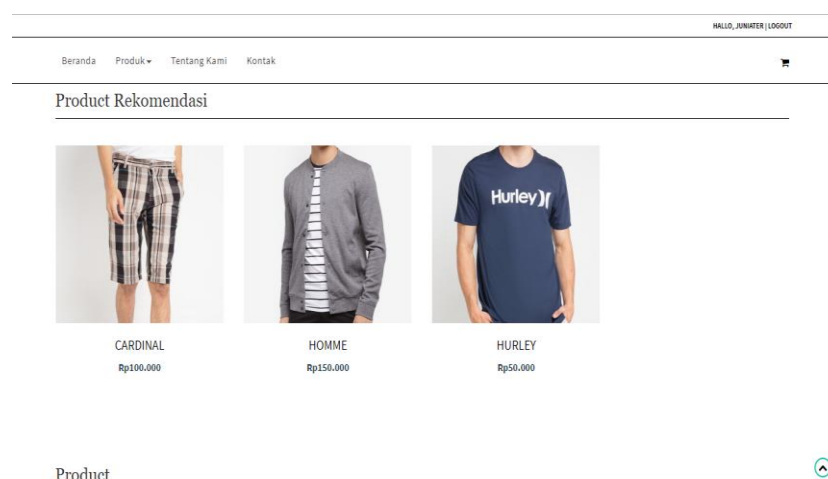 HALLO, JUNIATER | LOGOUT
Beranda Produk Tentang Kami Kontak
Product Rekomendasi
Hurley
CARDINAL HOMME HURLEY
Rp100.000 Rp150.000 Rp50.000
Product